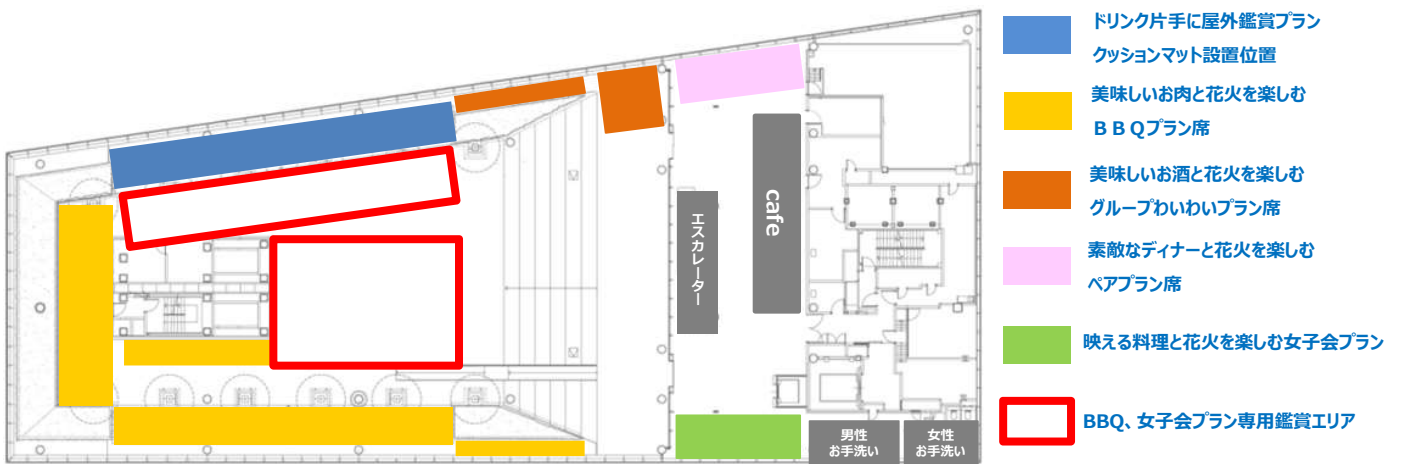 ドリンク片手に屋外鑑賞プラン
クッションマット設置位置
美味しいお肉と花火を楽しむ
ＢＢＱプラン席
美味しいお酒と花火を楽しむ
グループわいわいプラン席
素敵なディナーと花火を楽しむ
ペアプラン席
映える料理と花火を楽しむ女子会プラン
BBQ、女子会プラン専用鑑賞エリア
cafe
エスカレーター
男性
お手洗い
女性
お手洗い